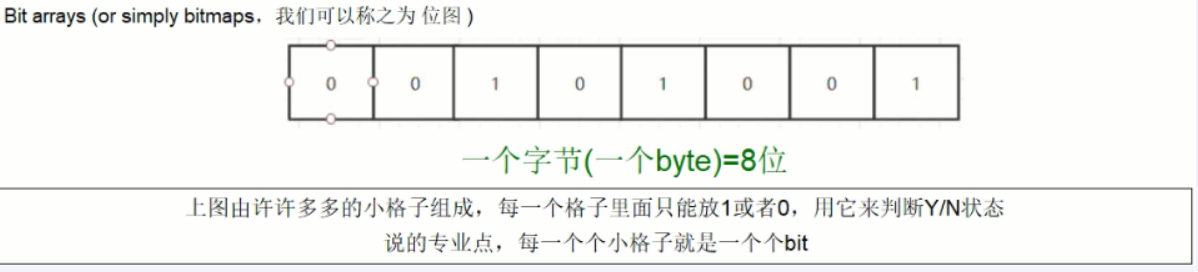 Bit arrays (or simply bitmaps，我们可以称之为 位图 )
0 0 1 0 1 0 0 1
一个字节(一个byte)=8位
上图由许许多多的小格子组成，每一个格子里面只能放1或者0，用它来判断Y/N状态
说的专业点，每一个个小格子就是一个个bit